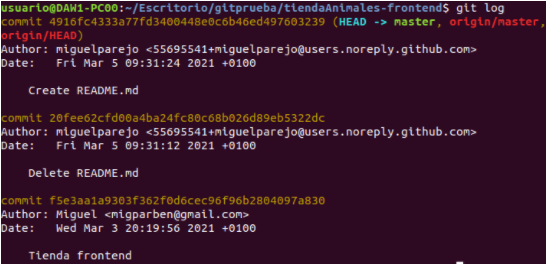 usuario@DAW1-PC00:~/Escritorio/gitprueba/tiendaAnimales-frontend$ git log
commit 4916fc4333a77fd3400448e0c6b46ed497603239 (HEAD -> master, origin/master,
origin/HEAD)
Author: miguelparejo <55695541+miguelparejo@users.noreply.github.com>
Date:   Fri Mar 5 09:31:24 2021 +0100
    Create README.md
commit 20fee62cfd00a4ba24fc80c68b026d89eb5322dc
Author: miguelparejo <55695541+miguelparejo@users.noreply.github.com>
Date:   Fri Mar 5 09:31:12 2021 +0100
    Delete README.md
commit f5e3aa1a9303f362f0d6cec96f96b2804097a830
Author: Miguel <migparben@gmail.com>
Date:   Wed Mar 3 20:19:56 2021 +0100
    Tienda frontend